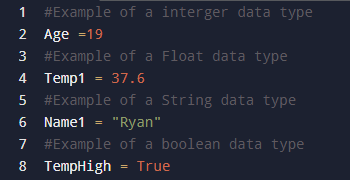 1 #Example of a interger data type
2 Age =19
3 #Example of a Float data type
4 Temp1 = 37.6
5 #Example of a String data type
6 Name1 = "Ryan"
7 #Example of a boolean data type
8 TempHigh = True